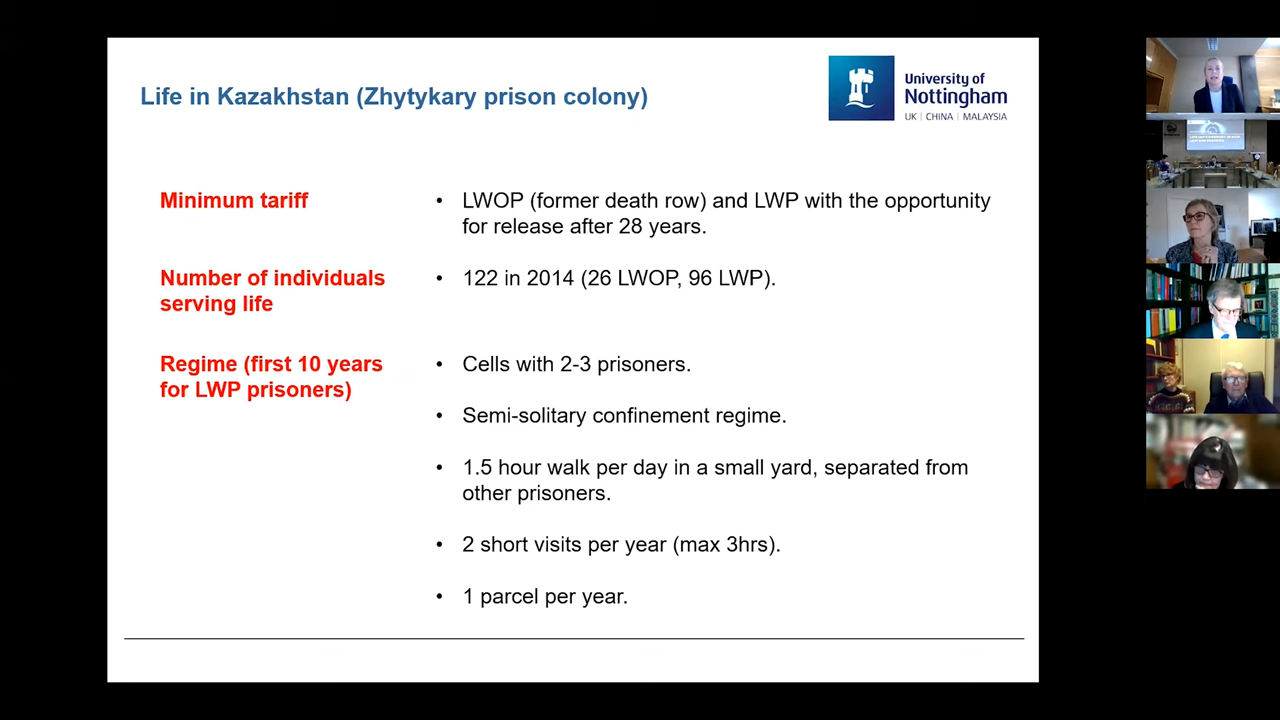 Life in Kazakhstan (Zhytykary prison colony)
University of
Nottingham
UK | CHINA | MALAYSIA
Minimum tariff
• LWOP (former death row) and LWP with the opportunity
for release after 28 years.
Number of individuals
serving life
• 122 in 2014 (26 LWOP, 96 LWP).
Regime (first 10 years
for LWP prisoners)
• Cells with 2-3 prisoners.
• Semi-solitary confinement regime.
• 1.5 hour walk per day in a small yard, separated from
other prisoners.
• 2 short visits per year (max 3hrs).
• 1 parcel per year.